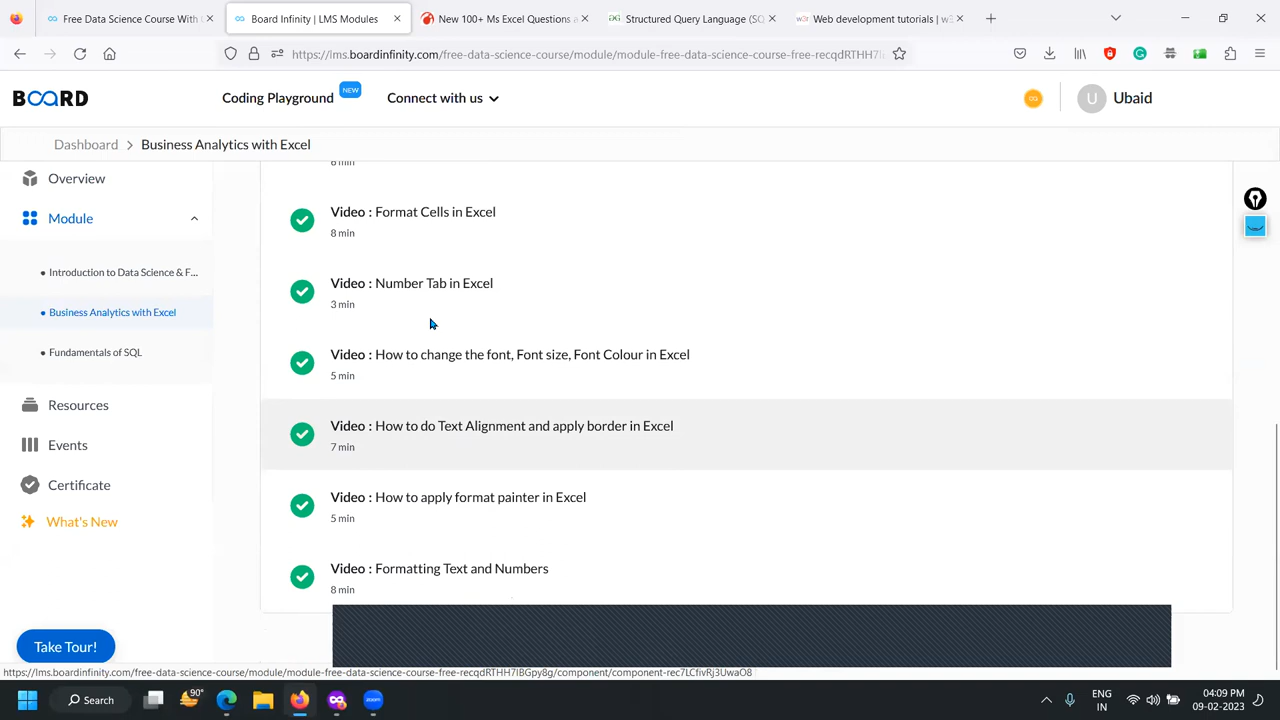 Free Data Science Course With
Board Infinity | LMS Modules
New 100+ Ms Excel Questions a
Structured Query Language (SQ
Web development tutorials | w3
https://lms.boardinfinity.com/free-data-science-course/module/module-free-data-science-course-free-recqdRTHH7I
BOARD
Coding Playground
NEW
Connect with us
U
Ubaid
Dashboard > Business Analytics with Excel
Overview
Module
• Introduction to Data Science & F...
• Business Analytics with Excel
• Fundamentals of SQL
Resources
Events
Certificate
What's New
Take Tour!
6 min
Video : Format Cells in Excel
8 min
Video : Number Tab in Excel
3 min
Video : How to change the font, Font size, Font Colour in Excel
5 min
Video : How to do Text Alignment and apply border in Excel
7 min
Video : How to apply format painter in Excel
5 min
Video : Formatting Text and Numbers
8 min
https://lms.boardinfinity.com/free-data-science-course/module/module-free-data-science-course-free-recqdRTHH7IBGpy8g/component/component-rec7LCfivRj3UwaO8
Search
90°
zoom
ENG
IN
04:09 PM
09-02-2023